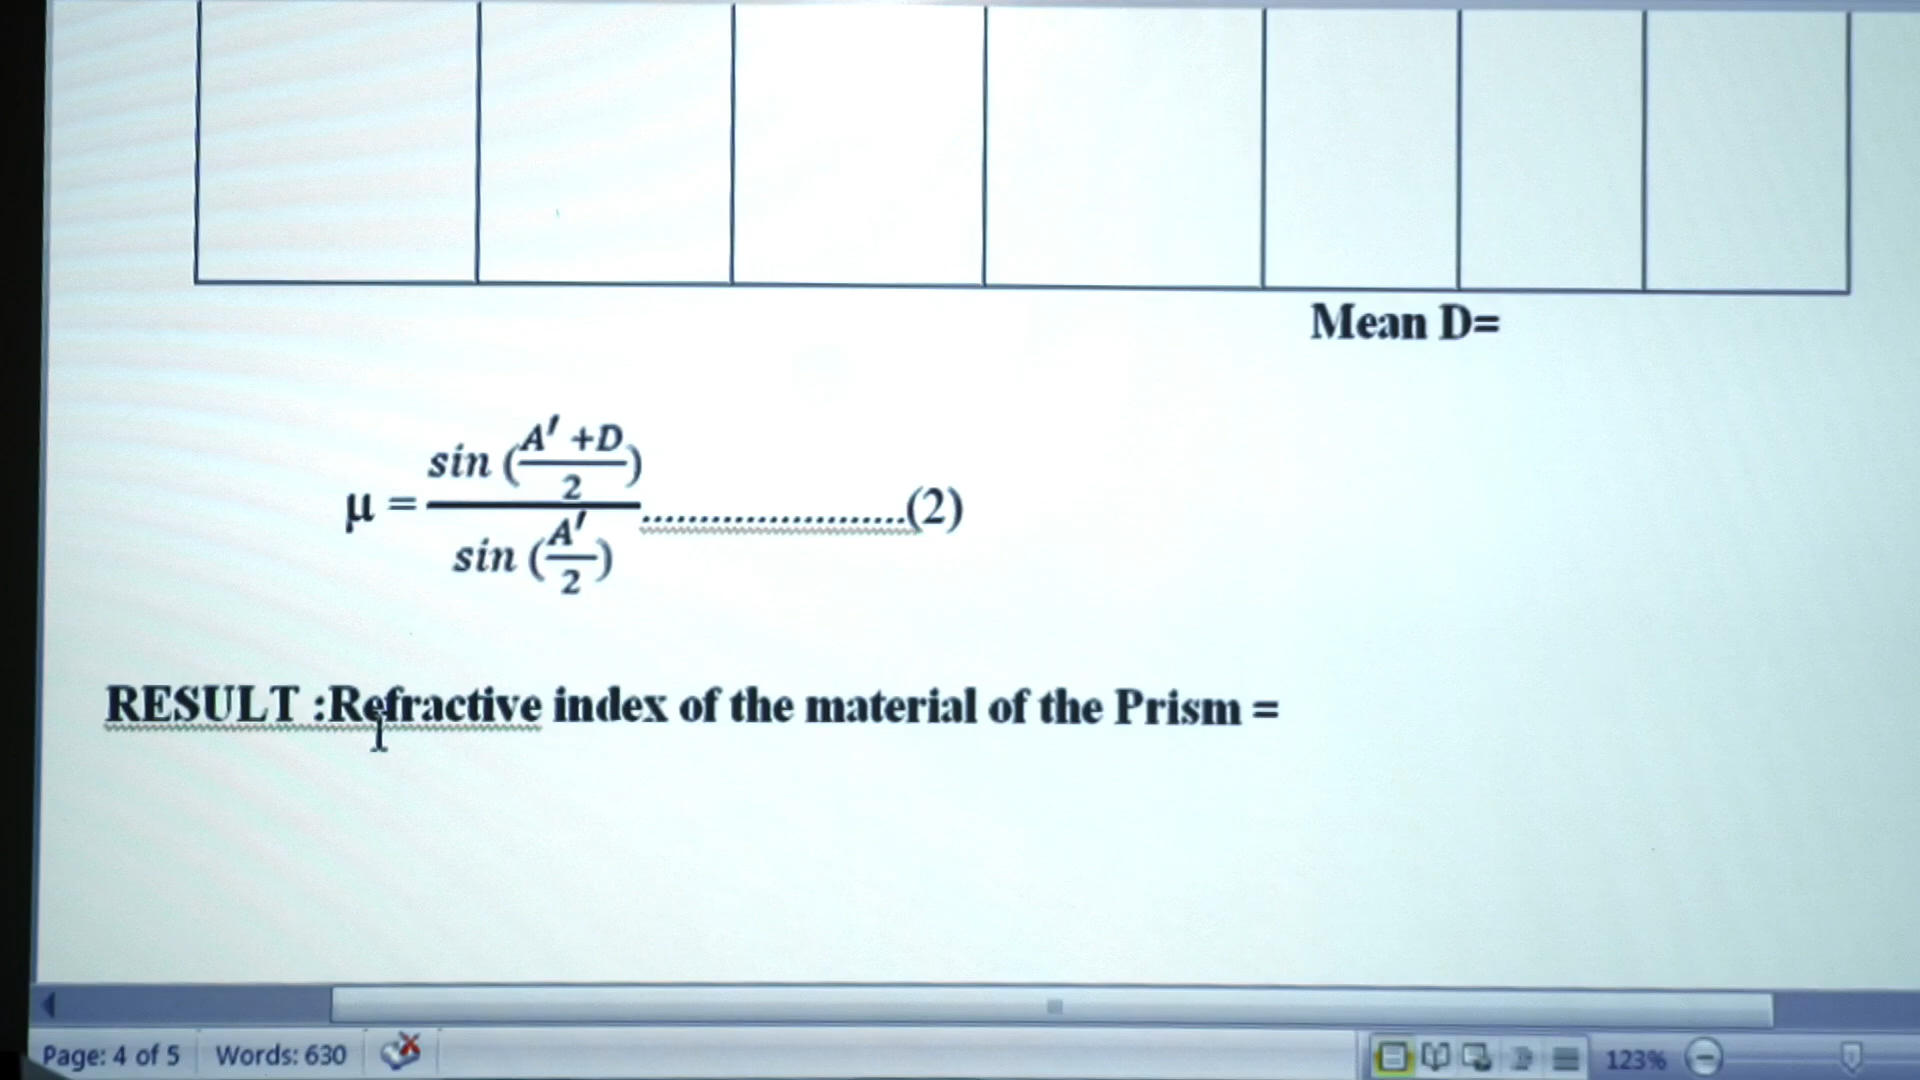 Mean D=
μ = sin (A′ +D / 2) / sin (A′ / 2) ......................(2)
RESULT :Refractive index of the material of the Prism =
Page: 4 of 5 Words: 630 123%